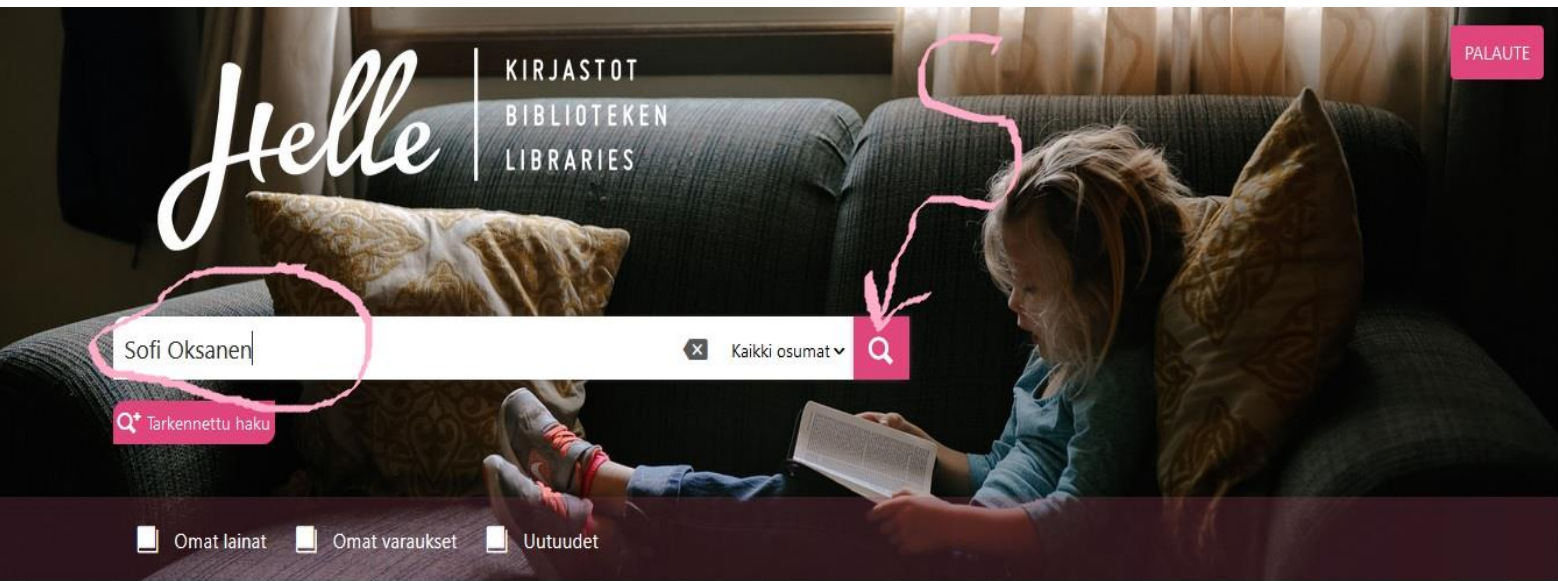 Helle
KIRJASTOT
BIBLIOTEKEN
LIBRARIES
PALAUTE
Sofi Oksanen
Kaikki osumat
Tarkennettu haku
Omat lainat
Omat varaukset
Uutuudet